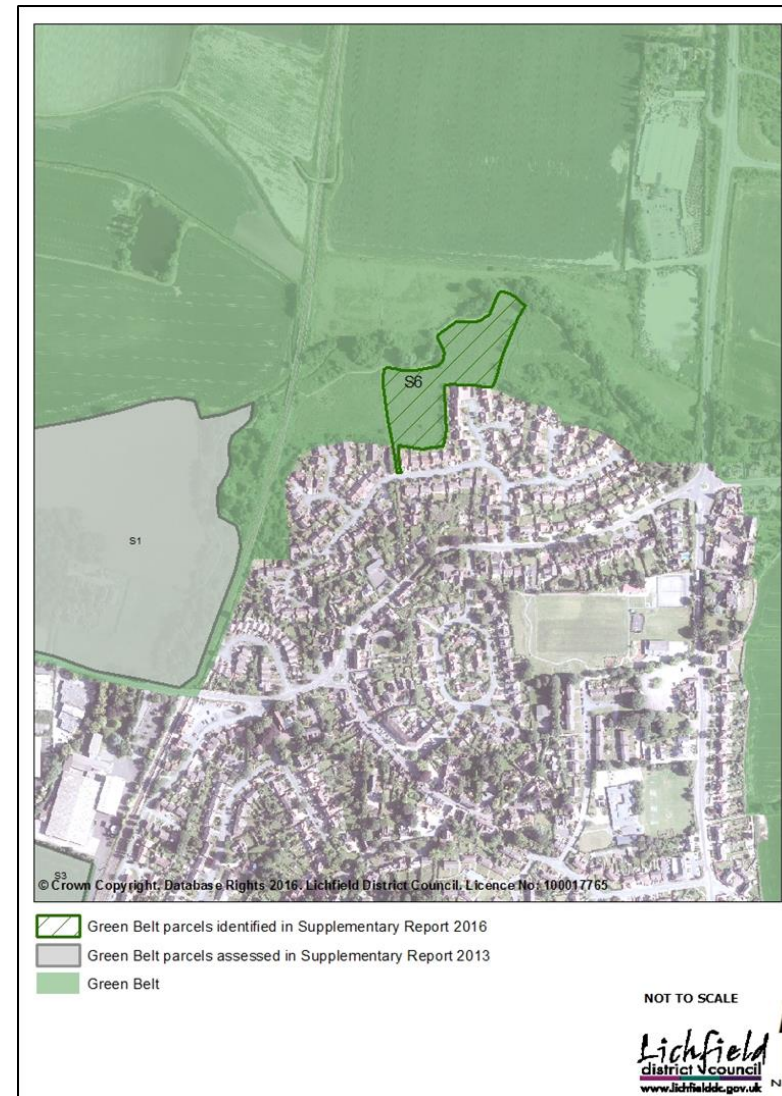 S6
S1
S3
© Crown Copyright. Database Rights 2016. Lichfield District Council. Licence No: 100017765
Green Belt parcels identified in Supplementary Report 2016
Green Belt parcels assessed in Supplementary Report 2013
Green Belt
NOT TO SCALE
Lichfield
district council
www.lichfielddc.gov.uk
N